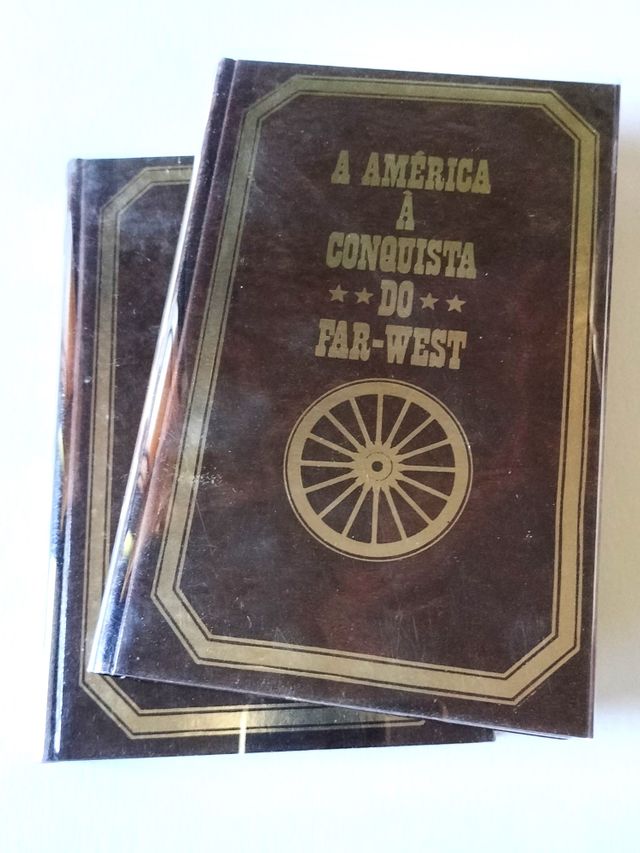 A AMÉRICA
À
CONQUISTA
★★DO★★
FAR-WEST